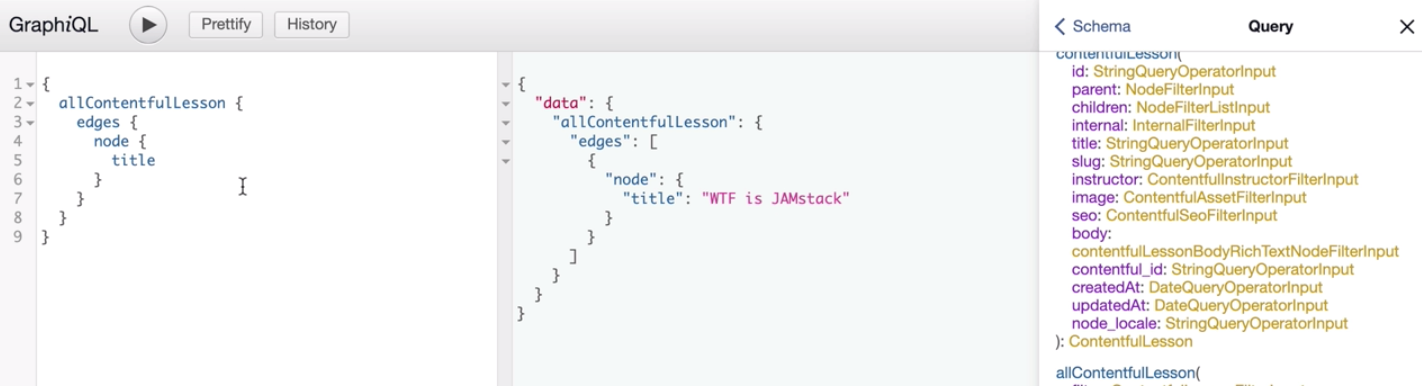 GraphiQL
Prettify
History
1 {
2 allContentfulLesson {
3 edges {
4 node {
5 title
6 }
7 }
8 }
9 }
{
"data": {
"allContentfulLesson": {
"edges": [
{
"node": {
"title": "WTF is JAMstack"
}
}
]
}
}
}
Schema
Query
contentfulLesson(
id: StringQueryOperatorInput
parent: NodeFilterInput
children: NodeFilterListInput
internal: InternalFilterInput
title: StringQueryOperatorInput
slug: StringQueryOperatorInput
instructor: ContentfulInstructorFilterInput
image: ContentfulAssetFilterInput
seo: ContentfulSeoFilterInput
body:
contentfulLessonBodyRichTextNodeFilterInput
contentful_id: StringQueryOperatorInput
createdAt: DateQueryOperatorInput
updatedAt: DateQueryOperatorInput
node_locale: StringQueryOperatorInput
): ContentfulLesson
allContentfulLesson(